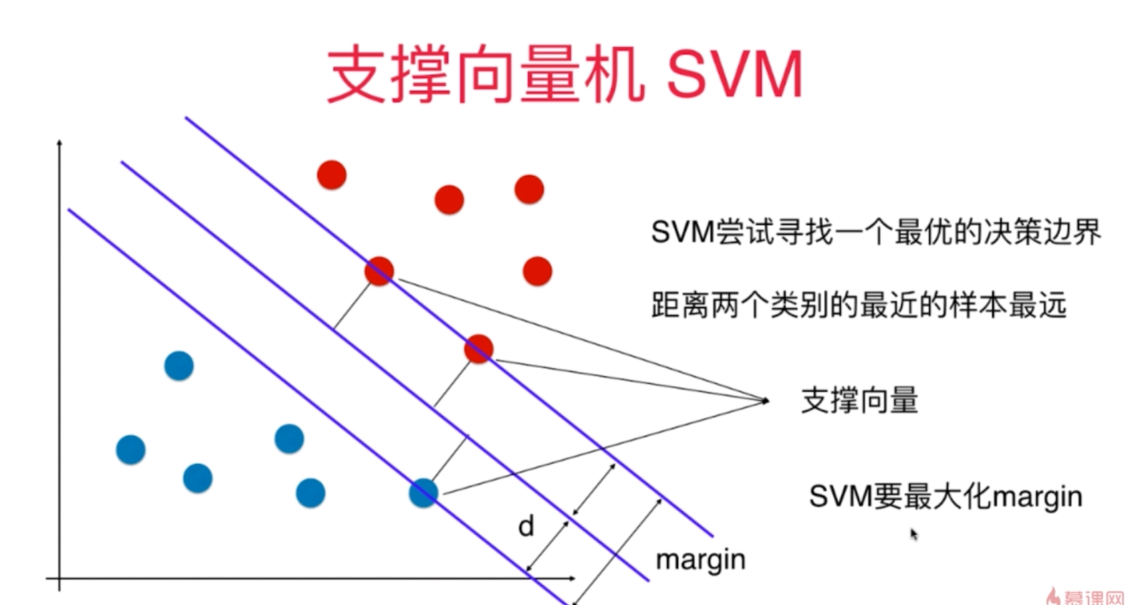 支撑向量机 SVM
SVM尝试寻找一个最优的决策边界
距离两个类别的最近的样本最远
支撑向量
SVM要最大化margin
d
margin
慕课网